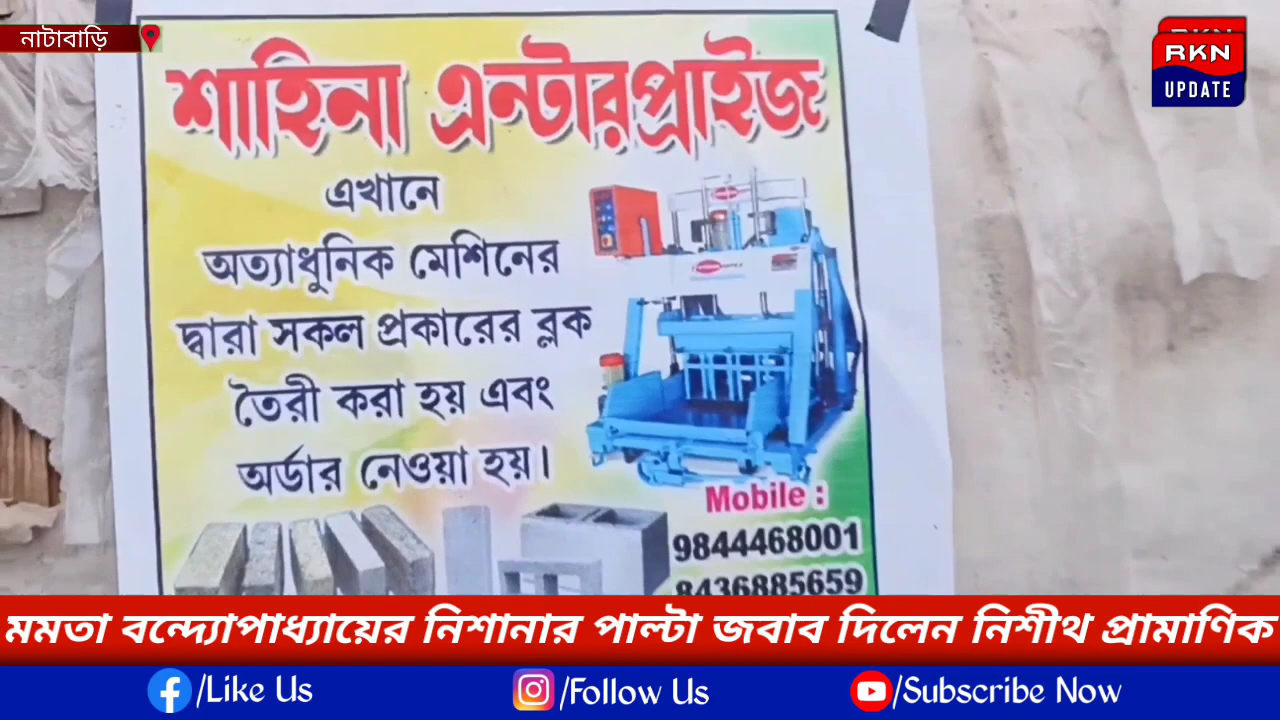 নাটাবাড়ি
RKN
UPDATE
শাহিনা এন্টারপ্রাইজ
এখানে
অত্যাধুনিক মেশিনের
দ্বারা সকল প্রকারের ব্লক
তৈরী করা হয় এবং
অর্ডার নেওয়া হয়।
Mobile :
9844468001
8436885659
মমতা বন্দ্যোপাধ্যায়ের নিশানার পাল্টা জবাব দিলেন নিশীথ প্রামাণিক
/Like Us
/Follow Us
/Subscribe Now